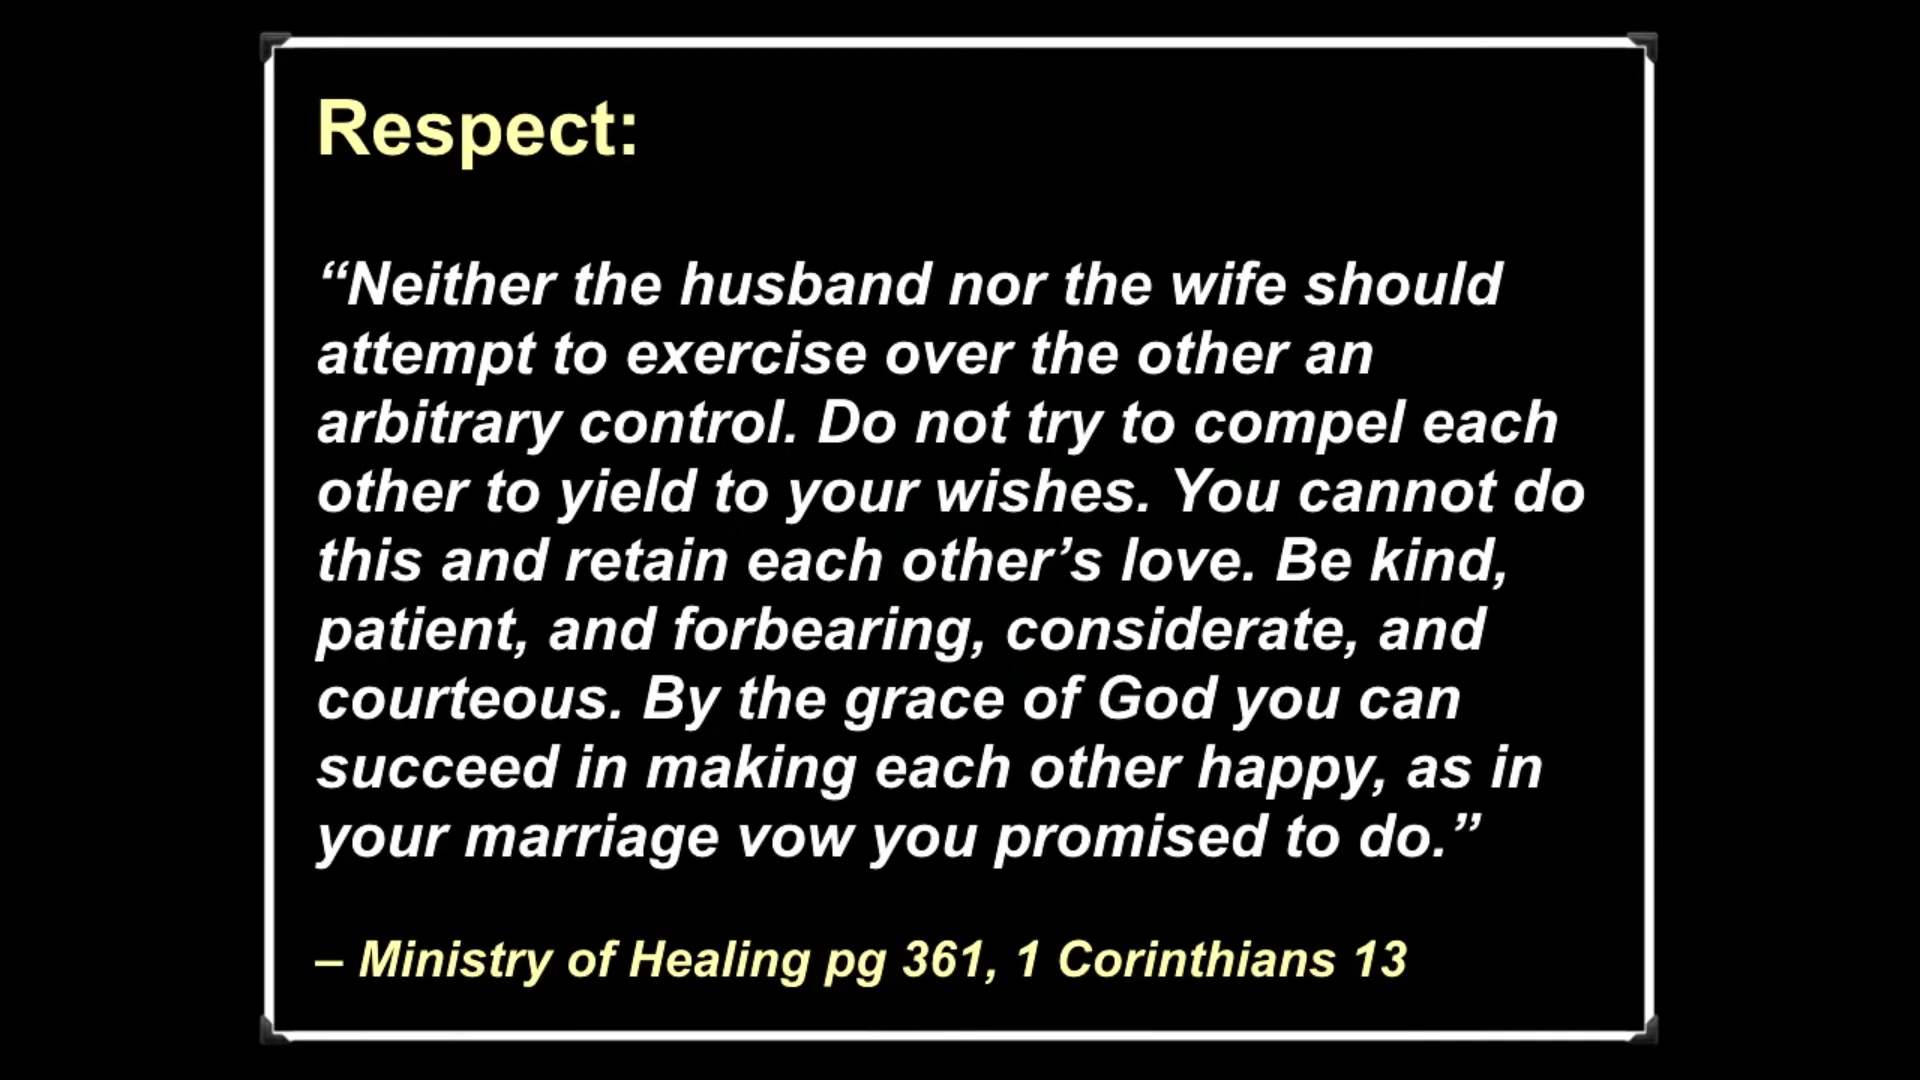 Respect:
“Neither the husband nor the wife should
attempt to exercise over the other an
arbitrary control. Do not try to compel each
other to yield to your wishes. You cannot do
this and retain each other’s love. Be kind,
patient, and forbearing, considerate, and
courteous. By the grace of God you can
succeed in making each other happy, as in
your marriage vow you promised to do.”
– Ministry of Healing pg 361, 1 Corinthians 13